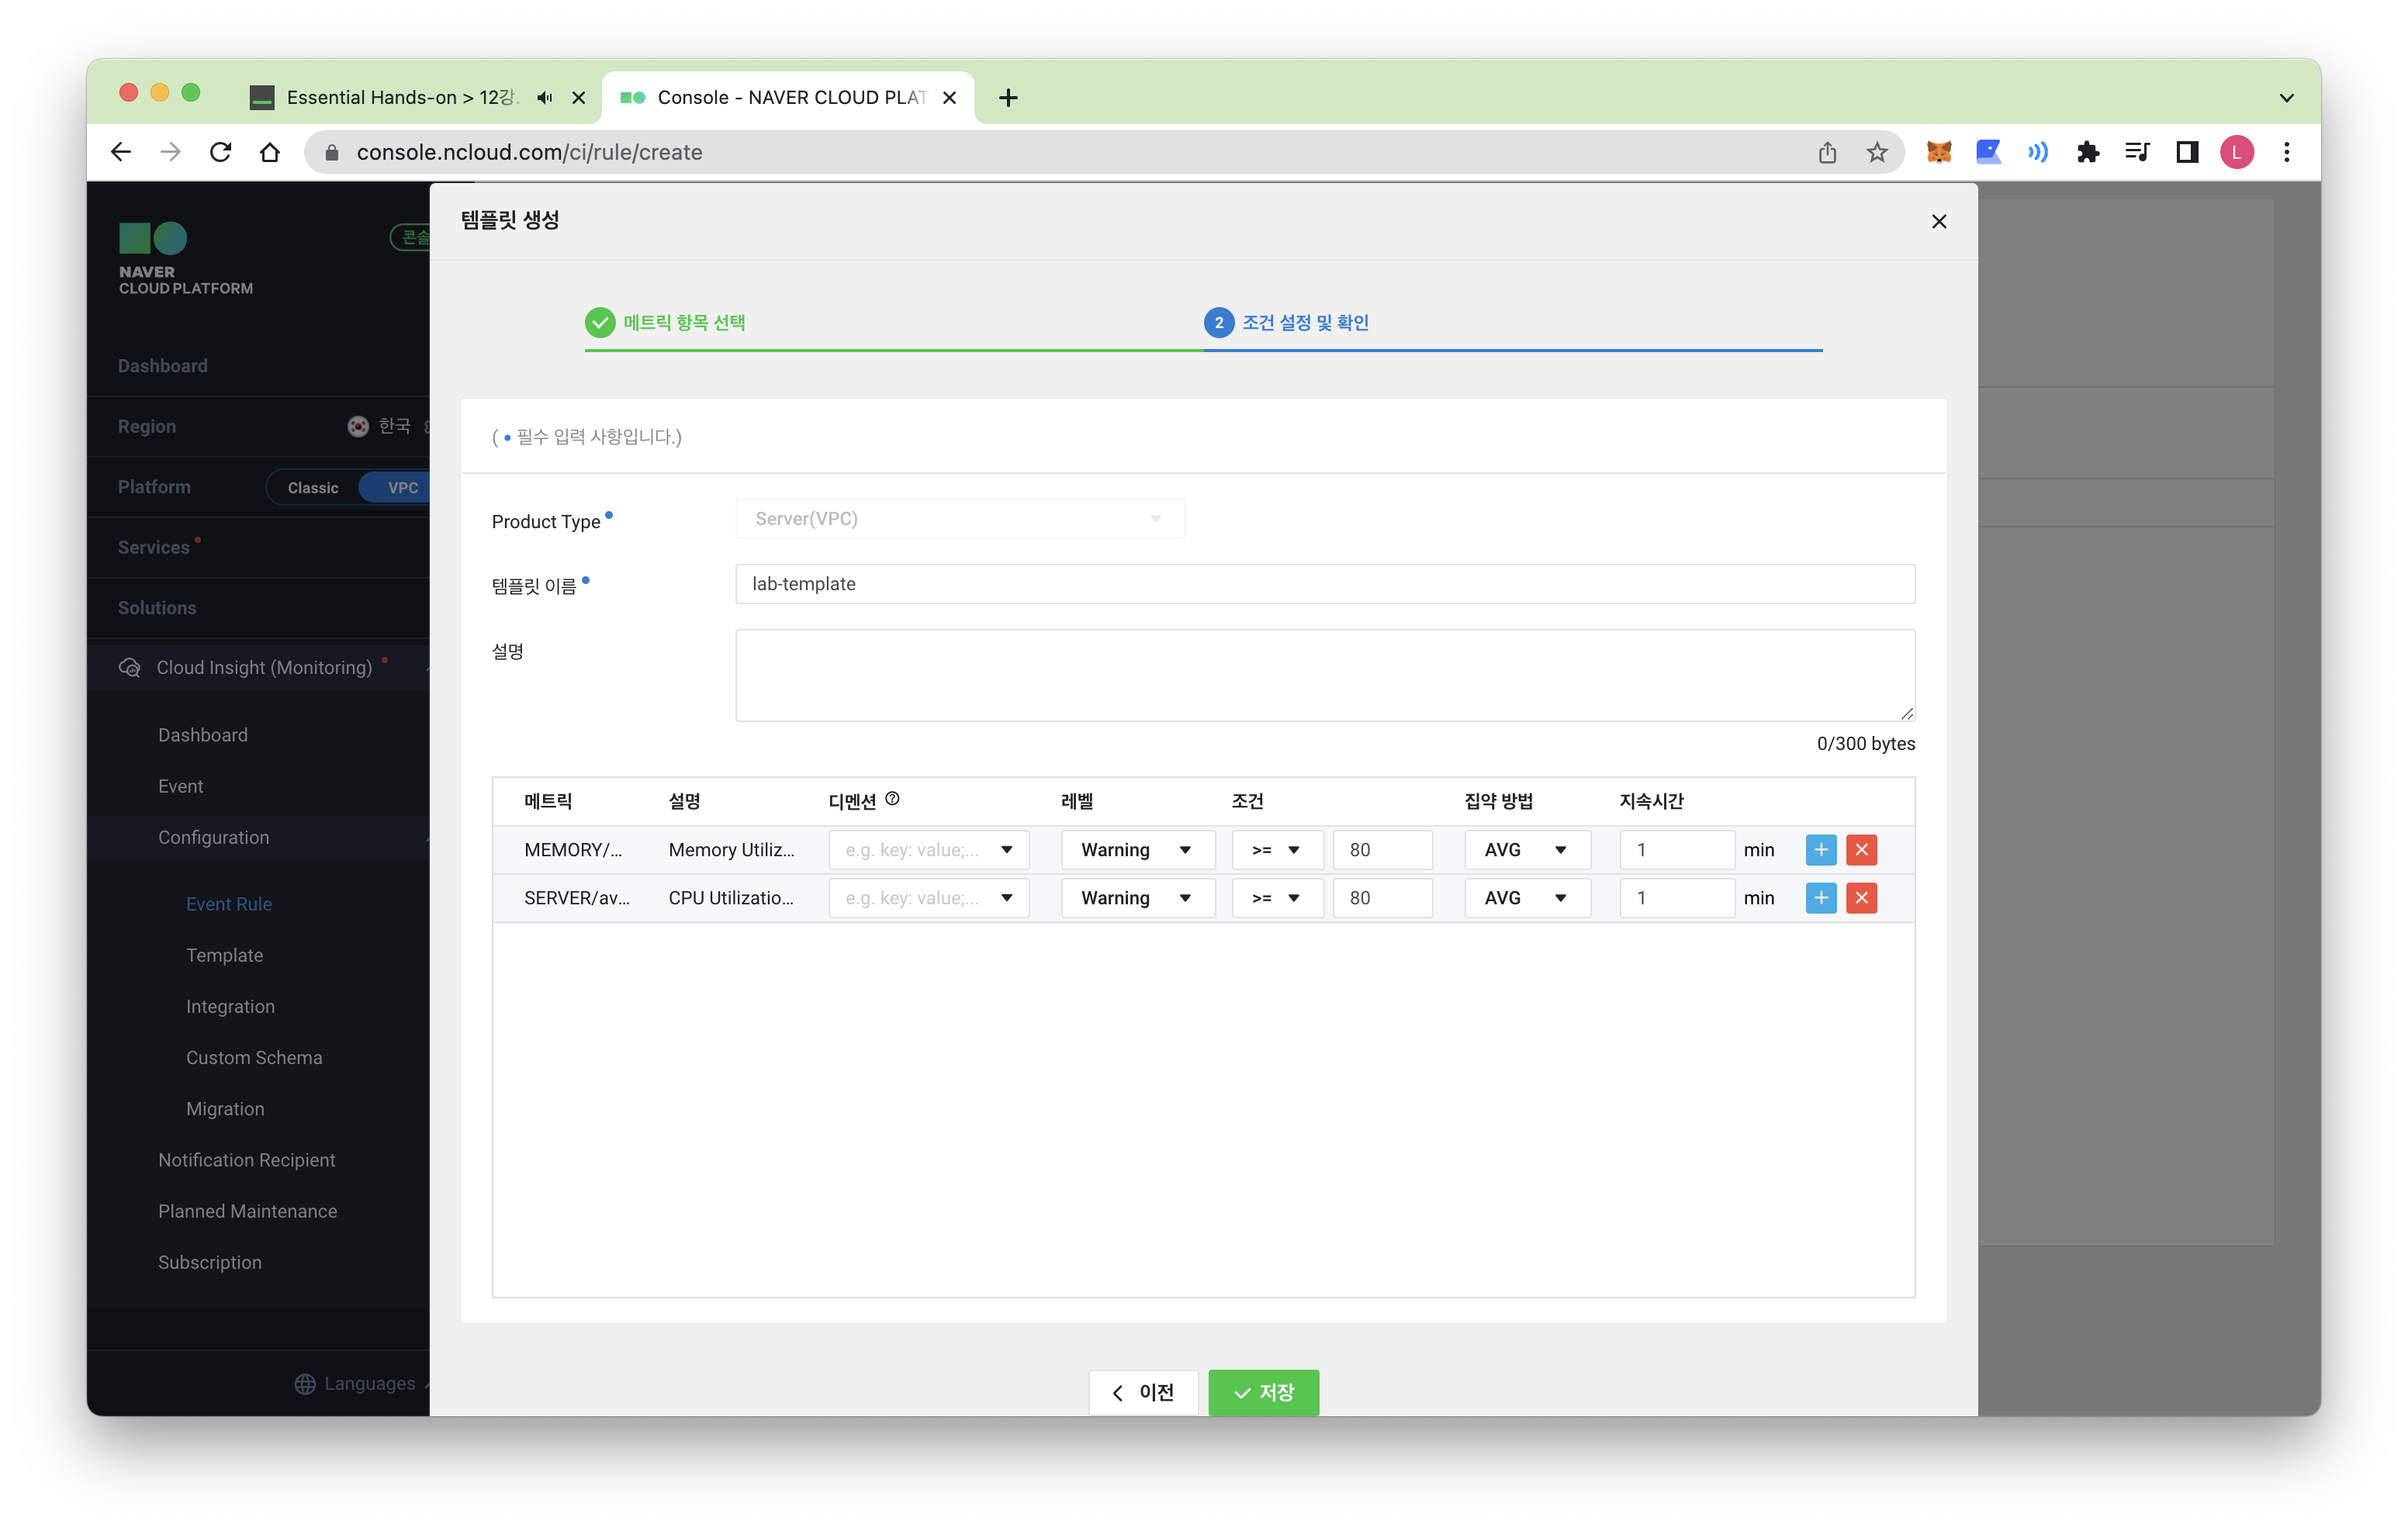 Essential Hands-on > 12강.
Console - NAVER CLOUD PLAT
console.ncloud.com/ci/rule/create
L
NAVER
CLOUD PLATFORM
콘솔
Dashboard
Region 한국
Platform Classic VPC
Services
Solutions
Cloud Insight (Monitoring)
Dashboard
Event
Configuration
Event Rule
Template
Integration
Custom Schema
Migration
Notification Recipient
Planned Maintenance
Subscription
Languages
템플릿 생성
메트릭 항목 선택
2 조건 설정 및 확인
( • 필수 입력 사항입니다.)
Product Type Server(VPC)
템플릿 이름 lab-template
설명
0/300 bytes
메트릭 설명 디멘션 ? 레벨 조건 집약 방법 지속시간
MEMORY/... Memory Utiliz... e.g. key: value;... Warning >= 80 AVG 1 min
SERVER/av... CPU Utilizatio... e.g. key: value;... Warning >= 80 AVG 1 min
이전
저장